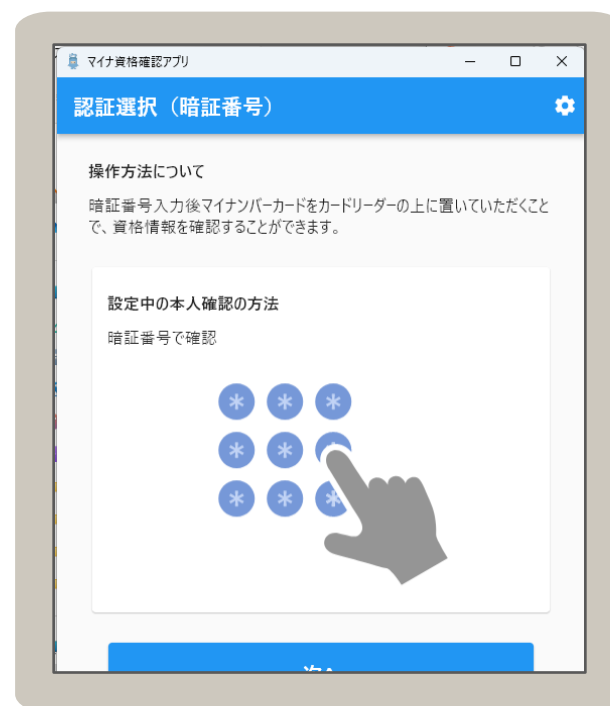 マイナ資格確認アプリ
認証選択（暗証番号）
操作方法について
暗証番号入力後マイナンバーカードをカードリーダーの上に置いていただくこと
で、資格情報を確認することができます。
設定中の本人確認の方法
暗証番号で確認
次へ